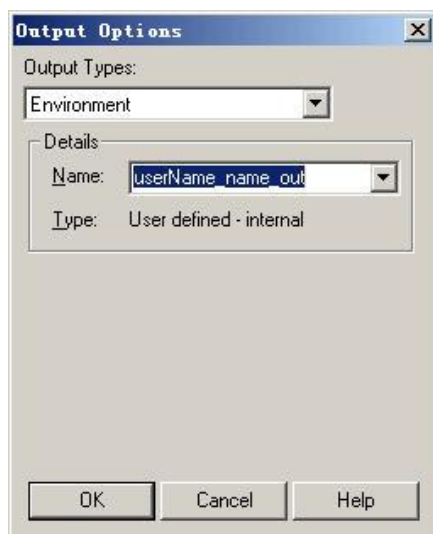 Output Options
Output Types:
Environment
Details
Name: userName_name_out
Type: User defined - internal
OK Cancel Help